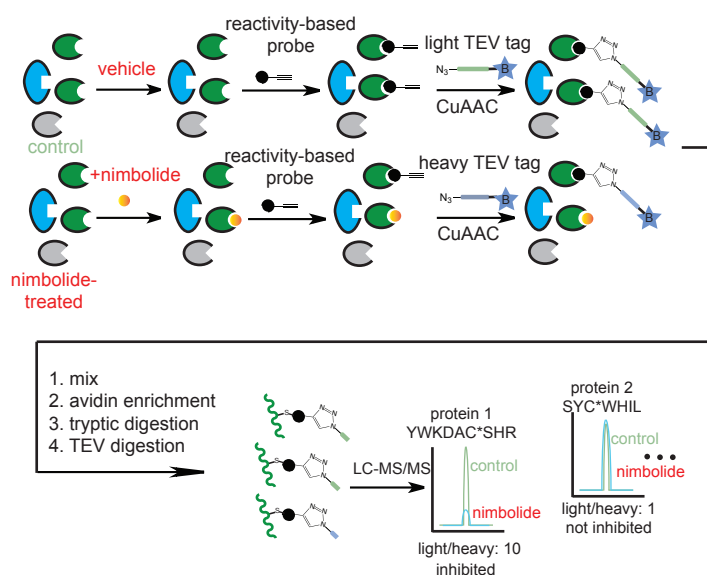 reactivity-based
probe
light TEV tag
vehicle
N₃
B
CuAAC
N
N
N
B
N
N
N
B
control
+nimbolide
reactivity-based
probe
heavy TEV tag
N₃
B
CuAAC
N
N
N
B
nimbolide-
treated
1. mix
2. avidin enrichment
3. tryptic digestion
4. TEV digestion
S
N
N
N
S
N
N
N
S
N
N
N
LC-MS/MS
protein 1
YWKDAC*SHR
control
nimbolide
light/heavy: 10
inhibited
protein 2
SYC*WHIL
control
nimbolide
light/heavy: 1
not inhibited